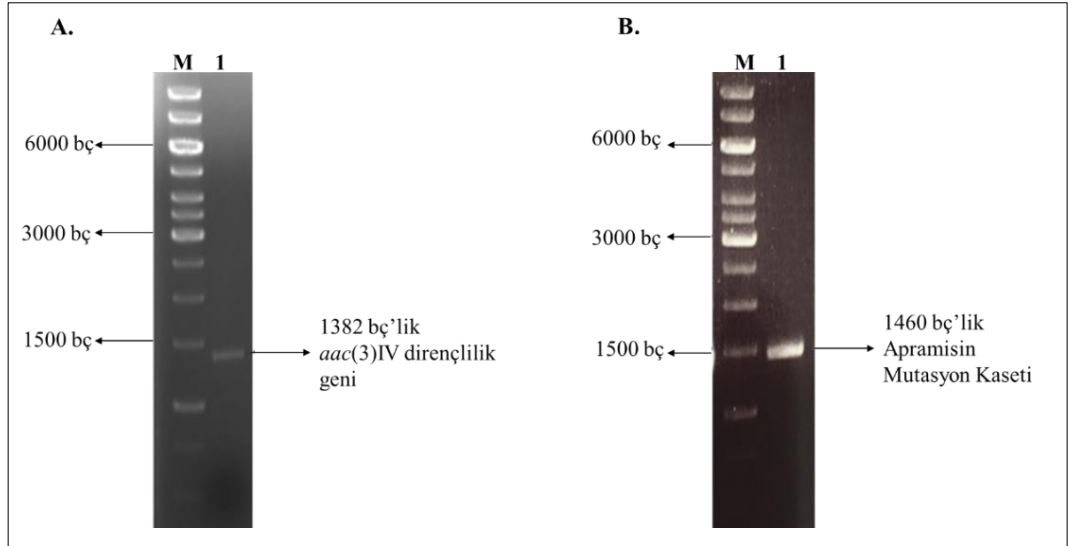 A.
M 1
6000 bç
3000 bç
1500 bç
1382 bç’lik
aac(3)IV dirençlilik
geni
B.
M 1
6000 bç
3000 bç
1500 bç
1460 bç’lik
Apramisin
Mutasyon Kaseti